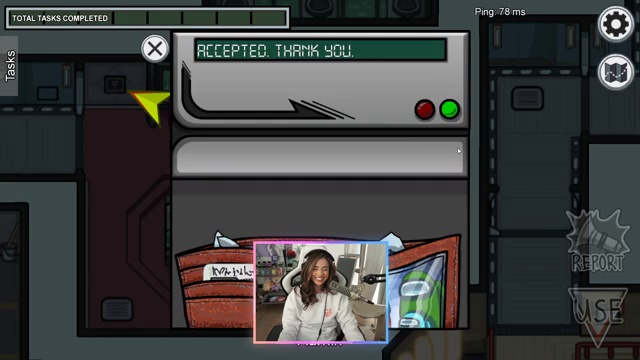 TOTAL TASKS COMPLETED
Ping: 78 ms
Tasks
ACCEPTED. THANK YOU.
REPORT
USE